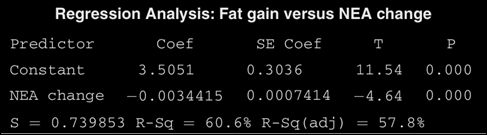 Regression Analysis: Fat gain versus NEA change
Predictor Coef SE Coef T P
Constant 3.5051 0.3036 11.54 0.000
NEA change −0.0034415 0.0007414 −4.64 0.000
S = 0.739853 R-Sq = 60.6% R-Sq(adj) = 57.8%